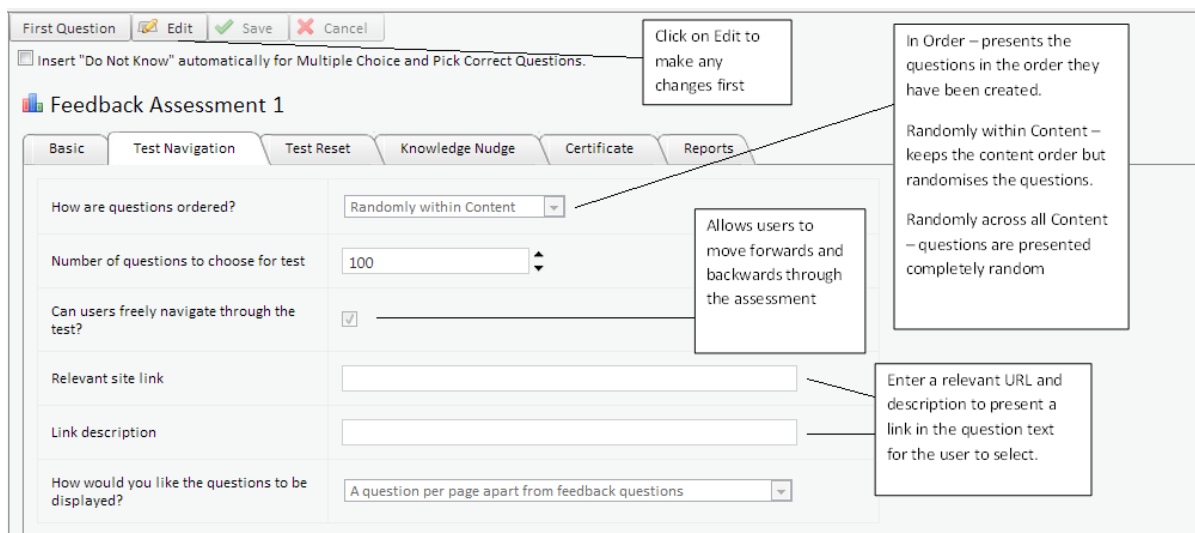 First Question Edit Save Cancel
Insert "Do Not Know" automatically for Multiple Choice and Pick Correct Questions.
Feedback Assessment 1
Basic Test Navigation Test Reset Knowledge Nudge Certificate Reports
How are questions ordered?
Randomly within Content
Number of questions to choose for test
100
Can users freely navigate through the
test?
Relevant site link
Link description
How would you like the questions to be
displayed?
A question per page apart from feedback questions
Click on Edit to
make any
changes first
In Order – presents the
questions in the order they
have been created.
Randomly within Content –
keeps the content order but
randomises the questions.
Randomly across all Content
– questions are presented
completely random
Allows users to
move forwards and
backwards through
the assessment
Enter a relevant URL and
description to present a
link in the question text
for the user to select.